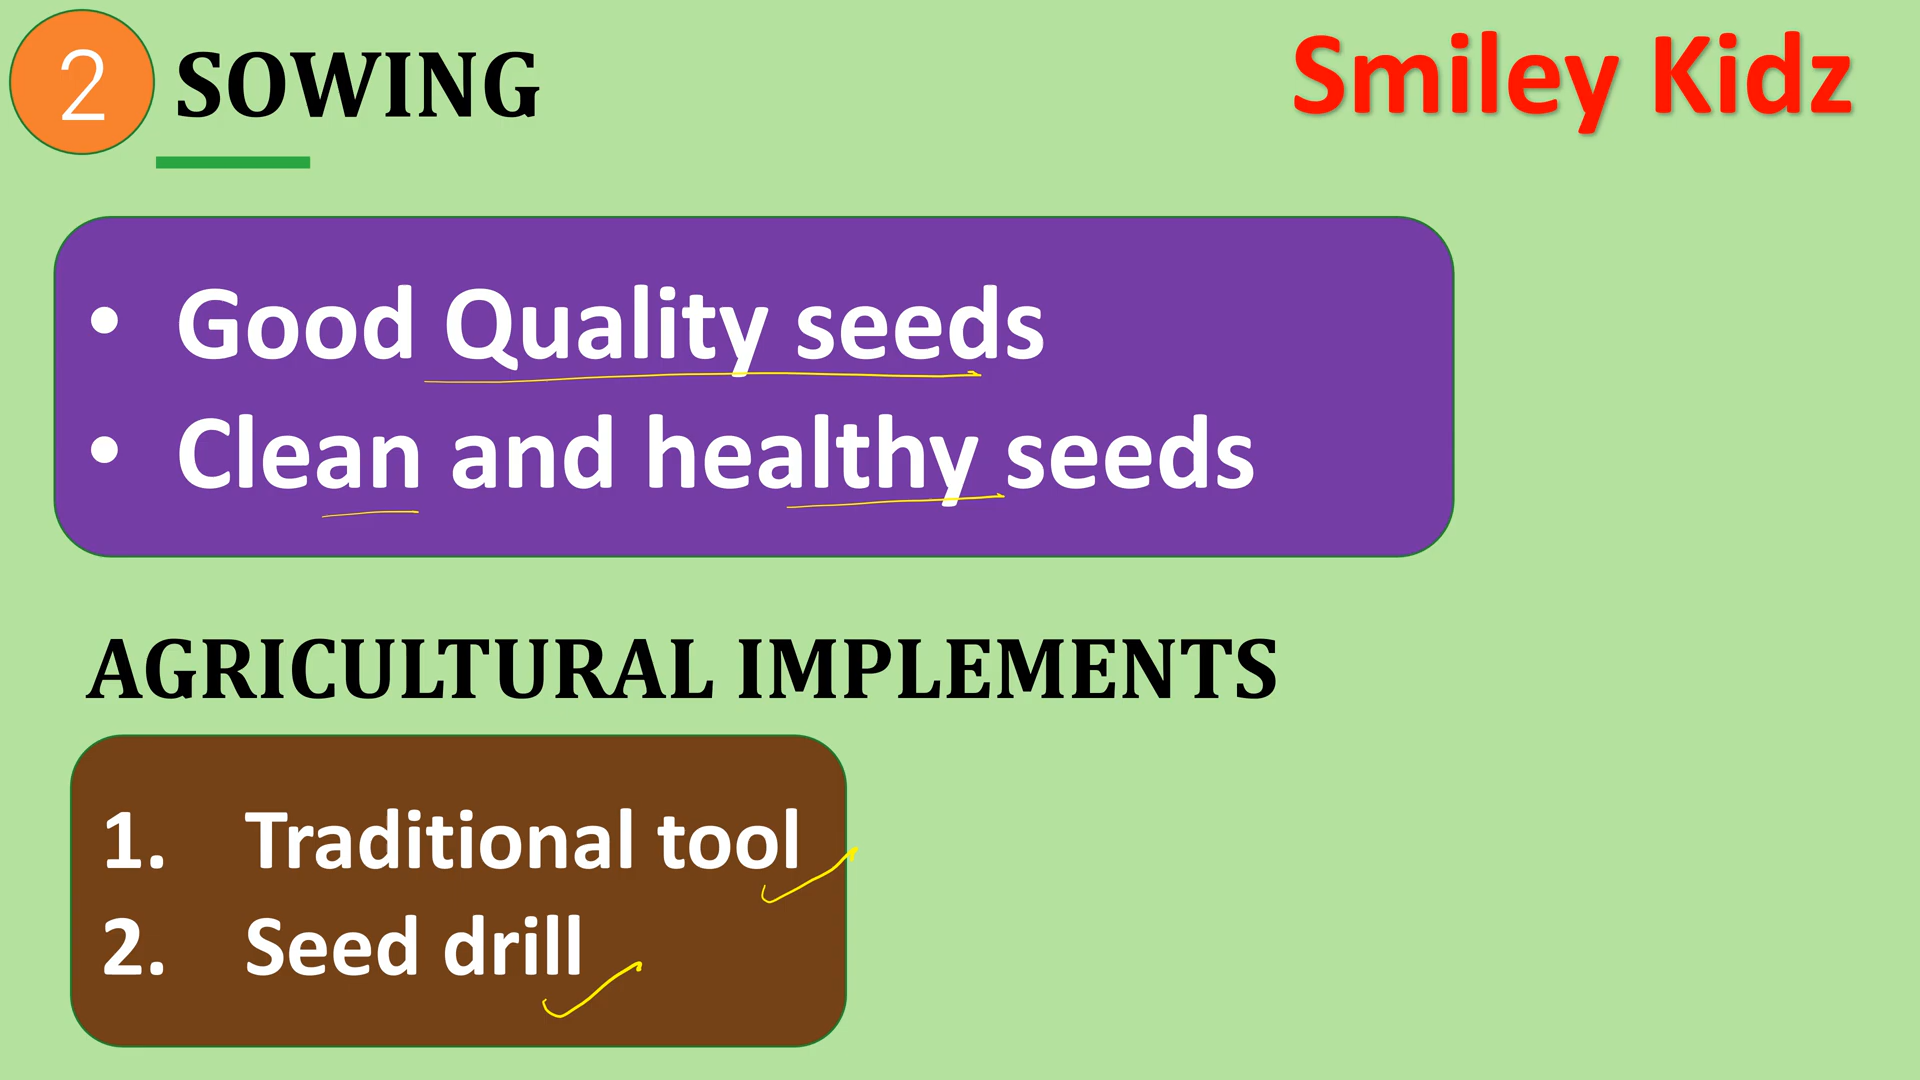 2 SOWING
Smiley Kidz
• Good Quality seeds
• Clean and healthy seeds
AGRICULTURAL IMPLEMENTS
1. Traditional tool
2. Seed drill